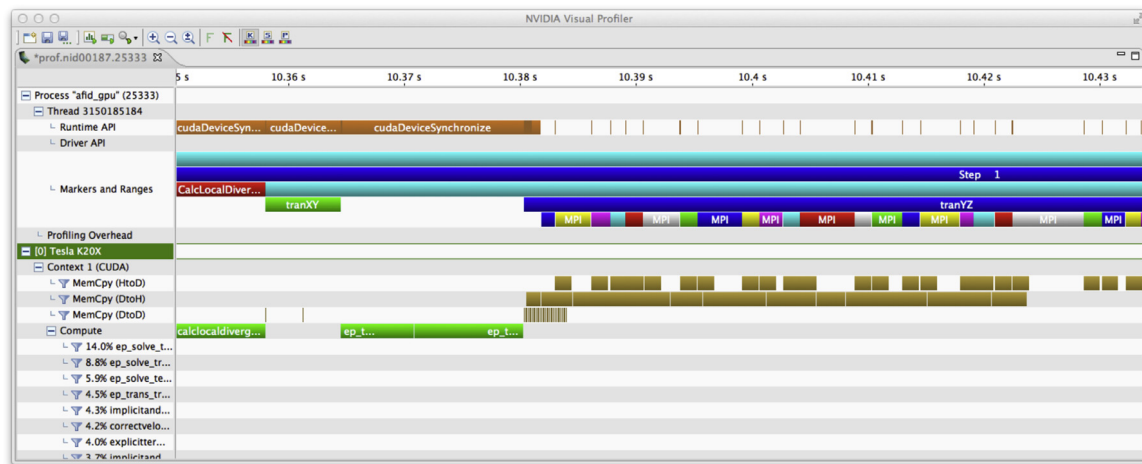 NVIDIA Visual Profiler
*prof.nid00187.25333
5 s 10.36 s 10.37 s 10.38 s 10.39 s 10.4 s 10.41 s 10.42 s 10.43 s
Process "afid_gpu" (25333)
Thread 3150185184
Runtime API cudaDeviceSyn... cudaDevice... cudaDeviceSynchronize
Driver API
Step 1
Markers and Ranges CalcLocalDiver...
tranXY tranYZ
MPI MPI MPI MPI MPI MPI MPI MPI MPI MPI
Profiling Overhead
[0] Tesla K20X
Context 1 (CUDA)
MemCpy (HtoD)
MemCpy (DtoH)
MemCpy (DtoD)
Compute calclocaldiverg... ep_t... ep_t...
14.0% ep_solve_t...
8.8% ep_solve_tr...
5.9% ep_solve_te...
4.5% ep_trans_tr...
4.3% implicitand...
4.2% correctvelo...
4.0% explicitter...
3.7% implicitand